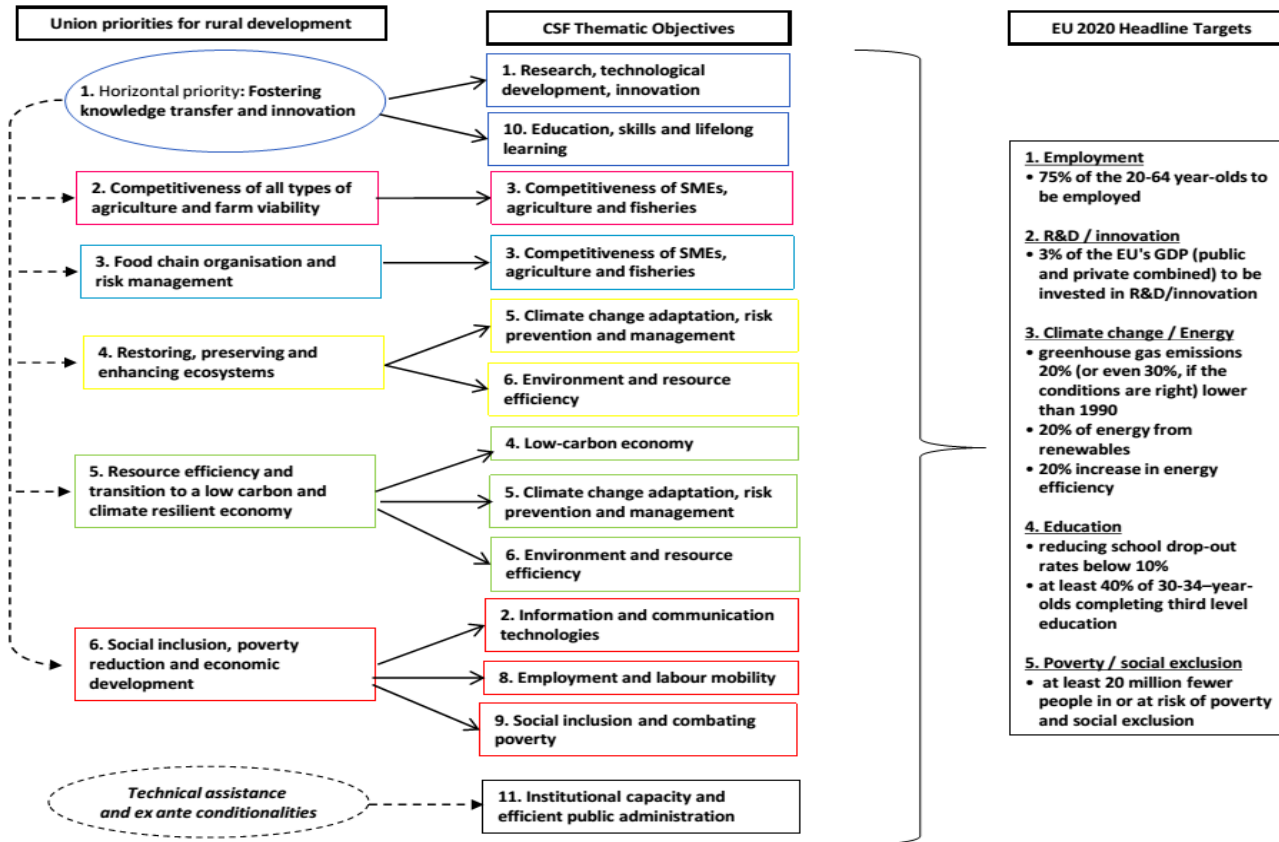 Union priorities for rural development
CSF Thematic Objectives
EU 2020 Headline Targets
1. Horizontal priority: Fostering
knowledge transfer and innovation
1. Research, technological
development, innovation
10. Education, skills and lifelong
learning
2. Competitiveness of all types of
agriculture and farm viability
3. Competitiveness of SMEs,
agriculture and fisheries
3. Food chain organisation and
risk management
3. Competitiveness of SMEs,
agriculture and fisheries
4. Restoring, preserving and
enhancing ecosystems
5. Climate change adaptation, risk
prevention and management
6. Environment and resource
efficiency
5. Resource efficiency and
transition to a low carbon and
climate resilient economy
4. Low-carbon economy
5. Climate change adaptation, risk
prevention and management
6. Environment and resource
efficiency
6. Social inclusion, poverty
reduction and economic
development
2. Information and communication
technologies
8. Employment and labour mobility
9. Social inclusion and combating
poverty
Technical assistance
and ex ante conditionalities
11. Institutional capacity and
efficient public administration
1. Employment
• 75% of the 20-64 year-olds to
be employed
2. R&D / innovation
• 3% of the EU's GDP (public
and private combined) to be
invested in R&D/innovation
3. Climate change / Energy
• greenhouse gas emissions
20% (or even 30%, if the
conditions are right) lower
than 1990
• 20% of energy from
renewables
• 20% increase in energy
efficiency
4. Education
• reducing school drop-out
rates below 10%
• at least 40% of 30-34–year-
olds completing third level
education
5. Poverty / social exclusion
• at least 20 million fewer
people in or at risk of poverty
and social exclusion